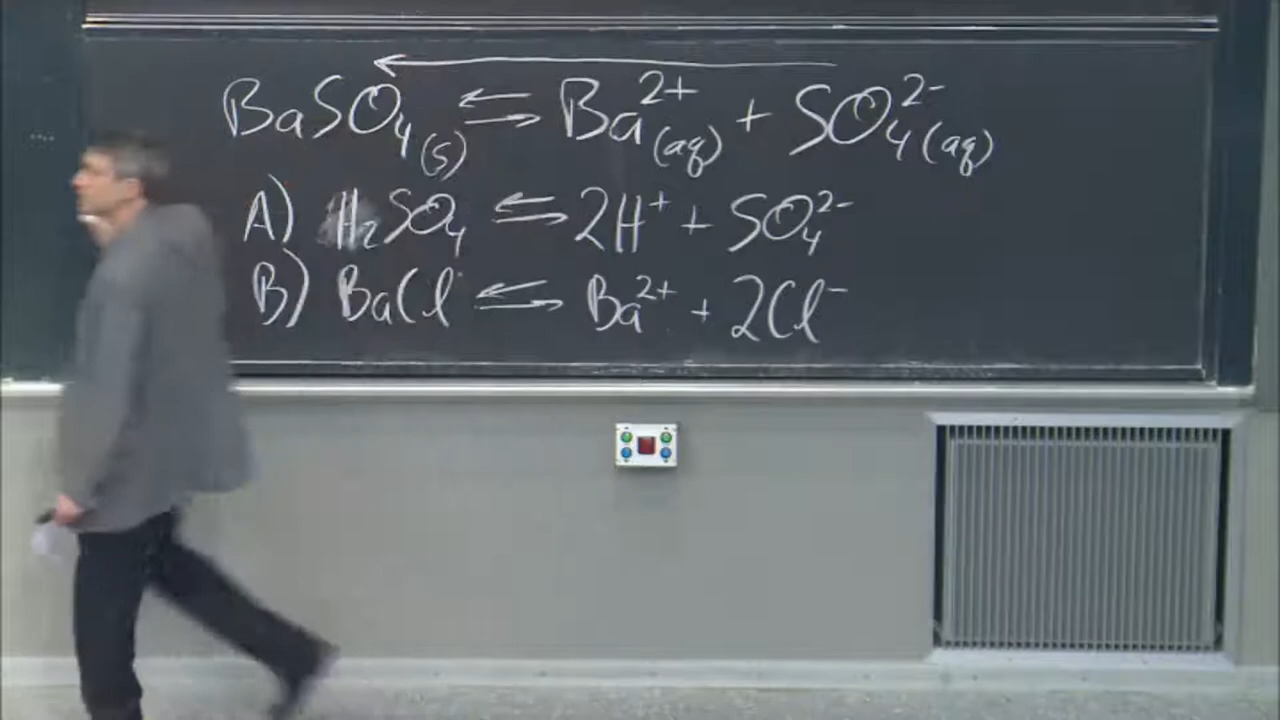 BaSO₄(s) ⇌ Ba²⁺(aq) + SO₄²⁻(aq)
A) H₂SO₄ ⇌ 2H⁺ + SO₄²⁻
B) BaCl ⇌ Ba²⁺ + 2Cl⁻